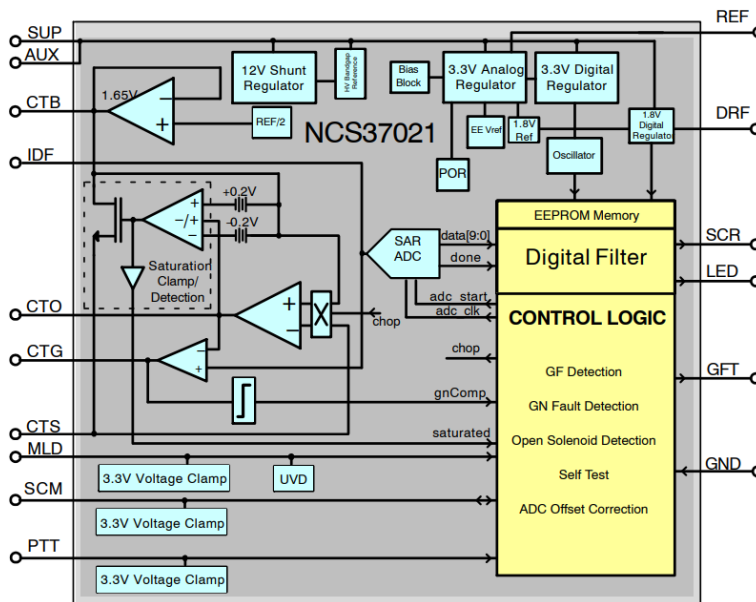 SUP
AUX
CTB
IDF
CTO
CTG
CTS
MLD
SCM
PTT
REF
DRF
SCR
LED
GFT
GND
1.65V
12V Shunt
Regulator
HV Bandgap
Reference
REF/2
NCS37021
Bias
Block
3.3V Analog
Regulator
3.3V Digital
Regulator
POR
EE Vref
1.8V
Ref
Oscillator
1.8V
Digital
Regulator
+0.2V
-0.2V
+
−/+
−
Saturation
Clamp/
Detection
SAR
ADC
data[9:0]
done
adc_start
adc_clk
chop
chop
gnComp
saturated
EEPROM Memory
Digital Filter
CONTROL LOGIC
GF Detection
GN Fault Detection
Open Solenoid Detection
Self Test
ADC Offset Correction
3.3V Voltage Clamp
UVD
3.3V Voltage Clamp
3.3V Voltage Clamp